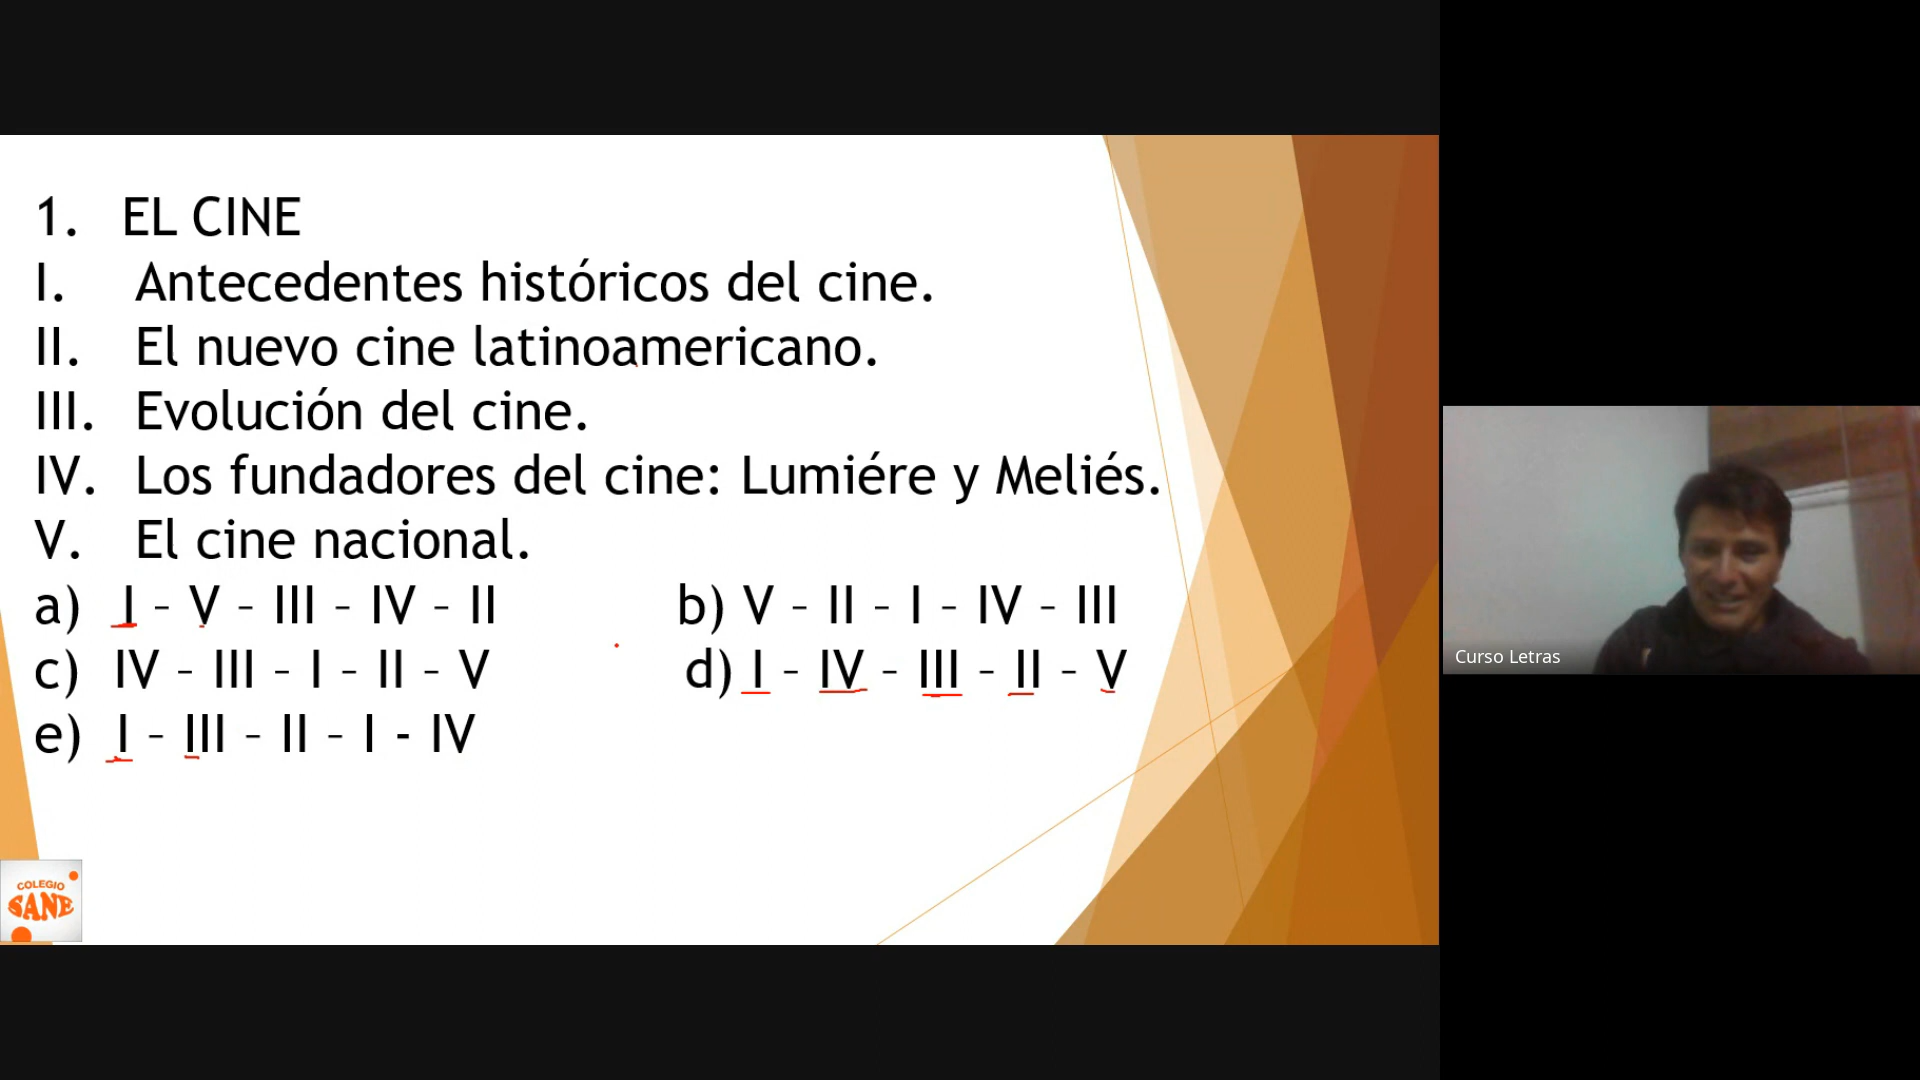 1. EL CINE
I. Antecedentes históricos del cine.
II. El nuevo cine latinoamericano.
III. Evolución del cine.
IV. Los fundadores del cine: Lumiére y Meliés.
V. El cine nacional.
a) I – V – III – IV – II b) V – II – I – IV – III
c) IV – III – I – II – V d) I – IV – III – II – V
e) I – III – II – I - IV
COLEGIO
SANE
Curso Letras